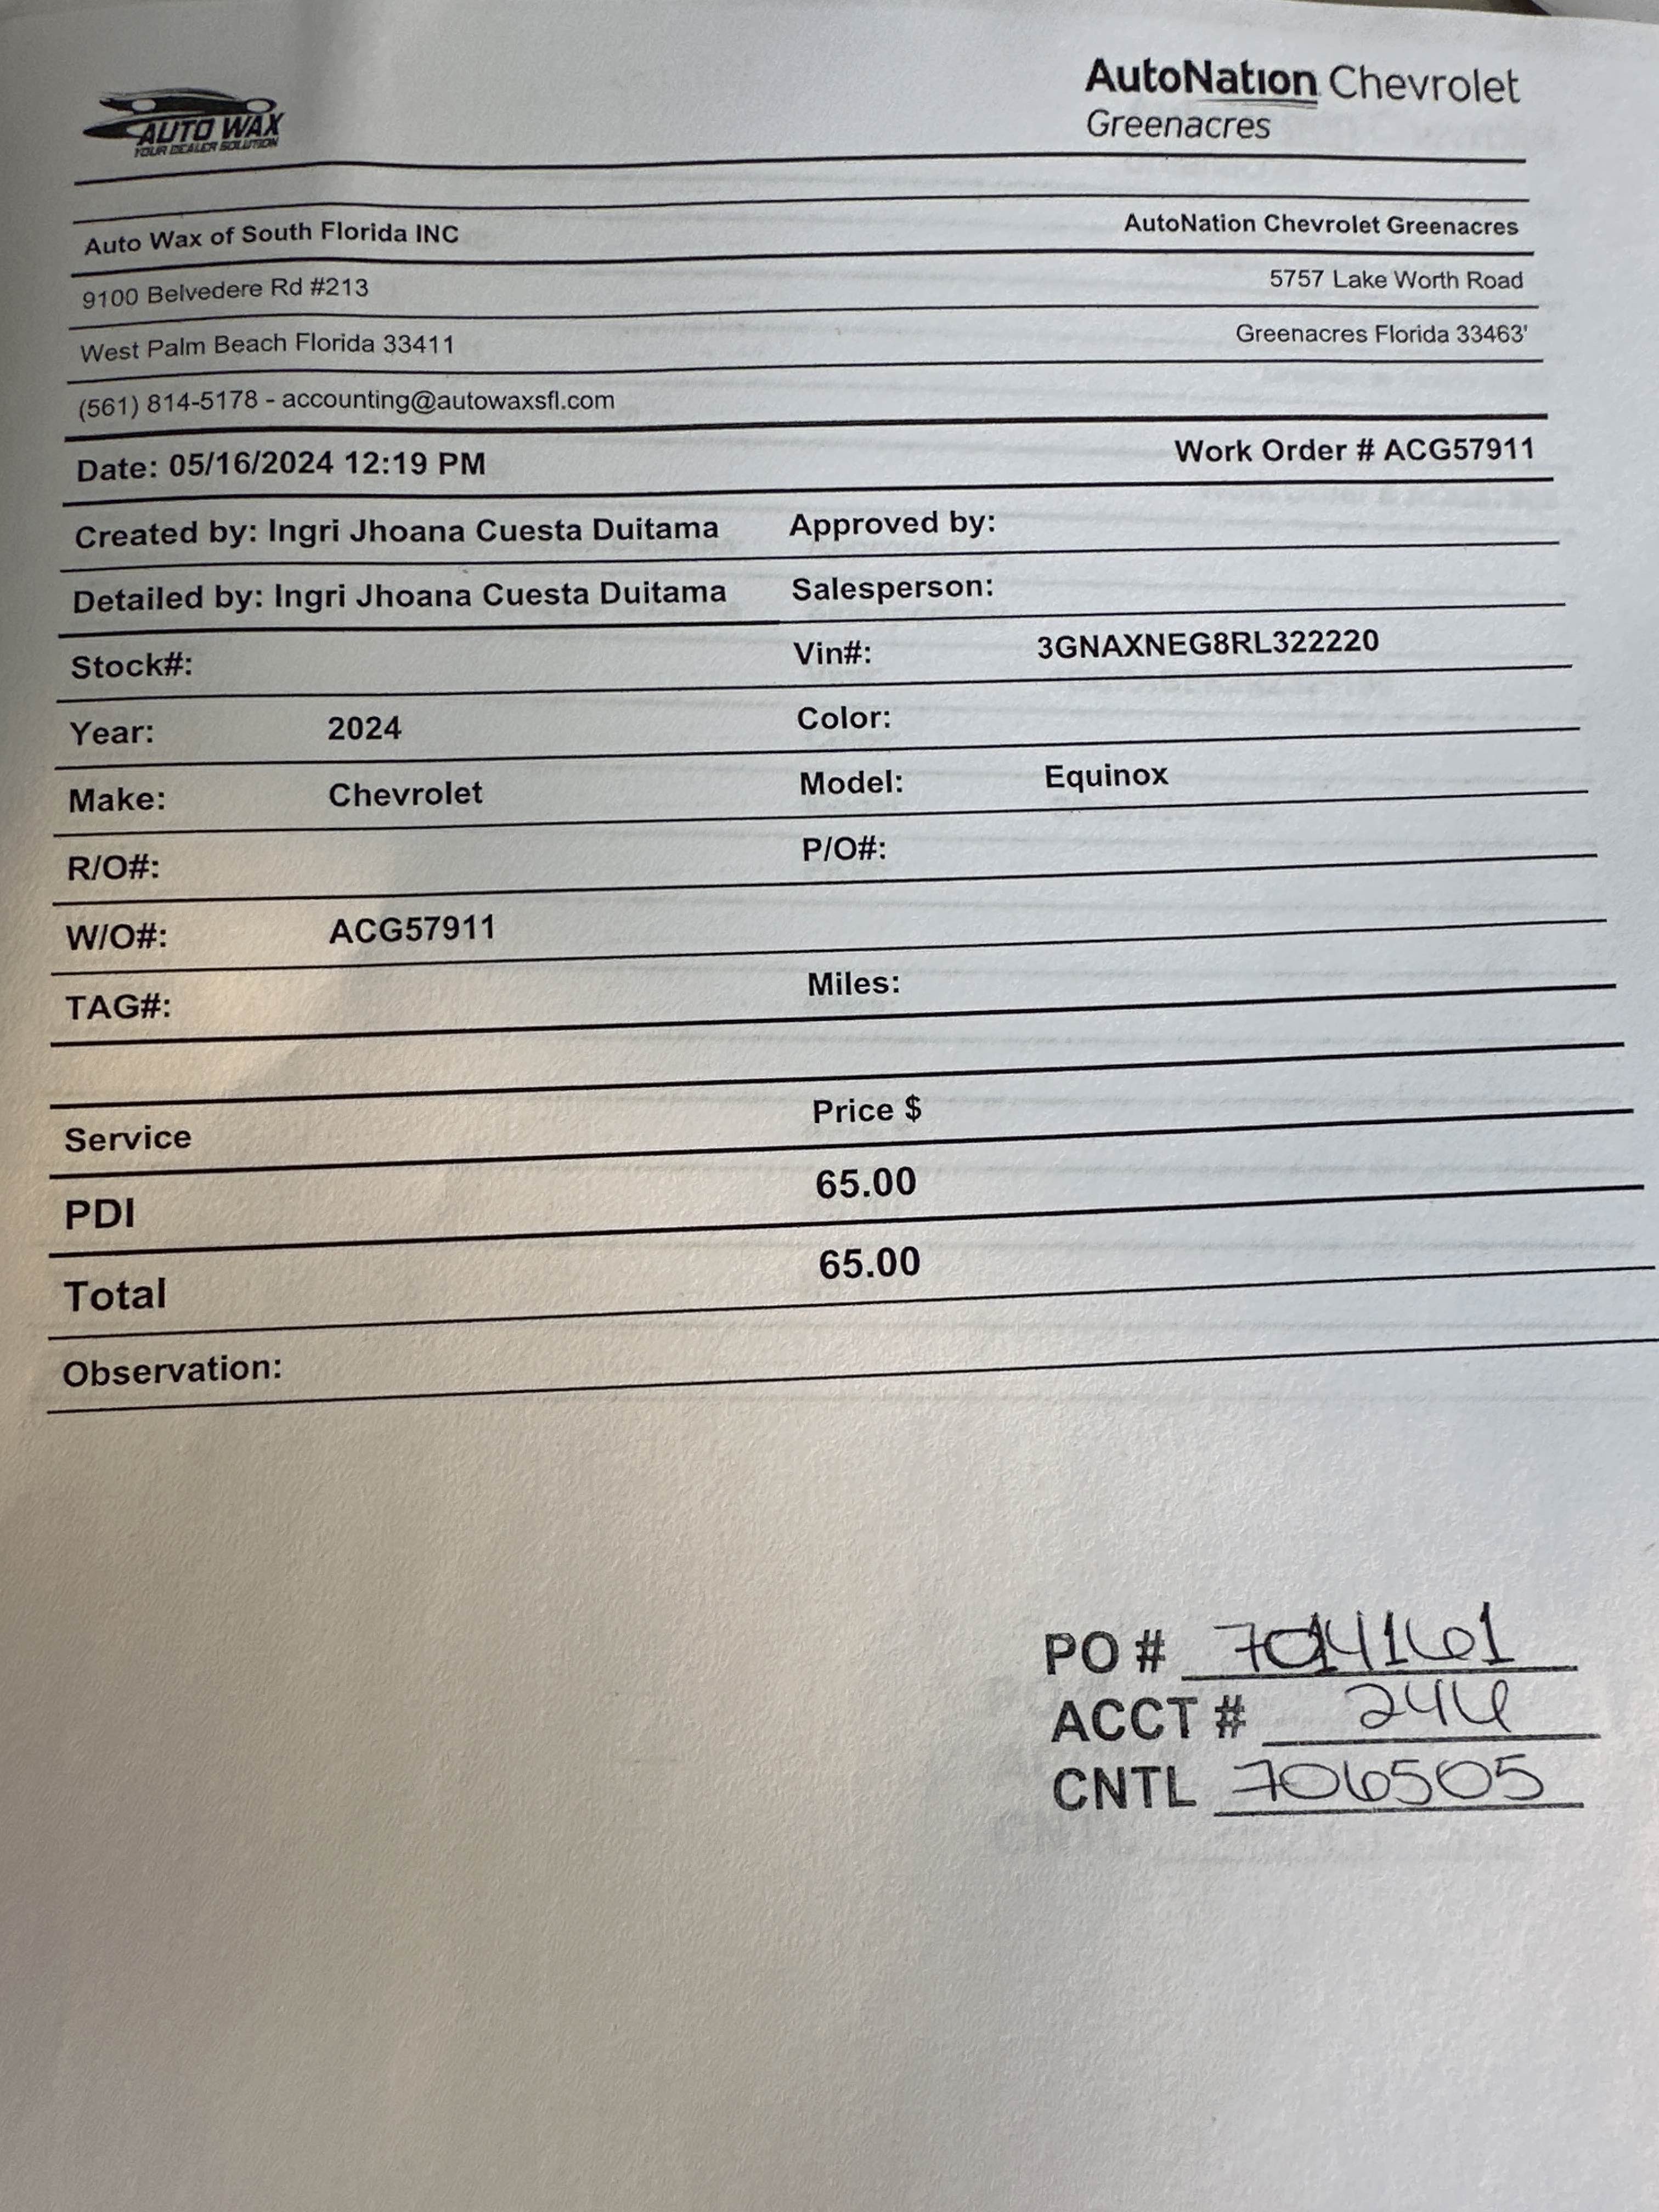 AUTO WAX
YOUR DEALER SOLUTION
AutoNation Chevrolet
Greenacres
Auto Wax of South Florida INC
AutoNation Chevrolet Greenacres
9100 Belvedere Rd #213
5757 Lake Worth Road
West Palm Beach Florida 33411
Greenacres Florida 33463'
(561) 814-5178 - accounting@autowaxsfl.com
Date: 05/16/2024 12:19 PM
Work Order # ACG57911
Created by: Ingri Jhoana Cuesta Duitama
Approved by:
Detailed by: Ingri Jhoana Cuesta Duitama
Salesperson:
Stock#:
Vin#: 3GNAXNEG8RL322220
Year: 2024
Color:
Make: Chevrolet
Model: Equinox
R/O#:
P/O#:
W/O#: ACG57911
TAG#:
Miles:
Service Price $
PDI 65.00
Total 65.00
Observation:
PO #
ACCT # 246
CNTL 706505